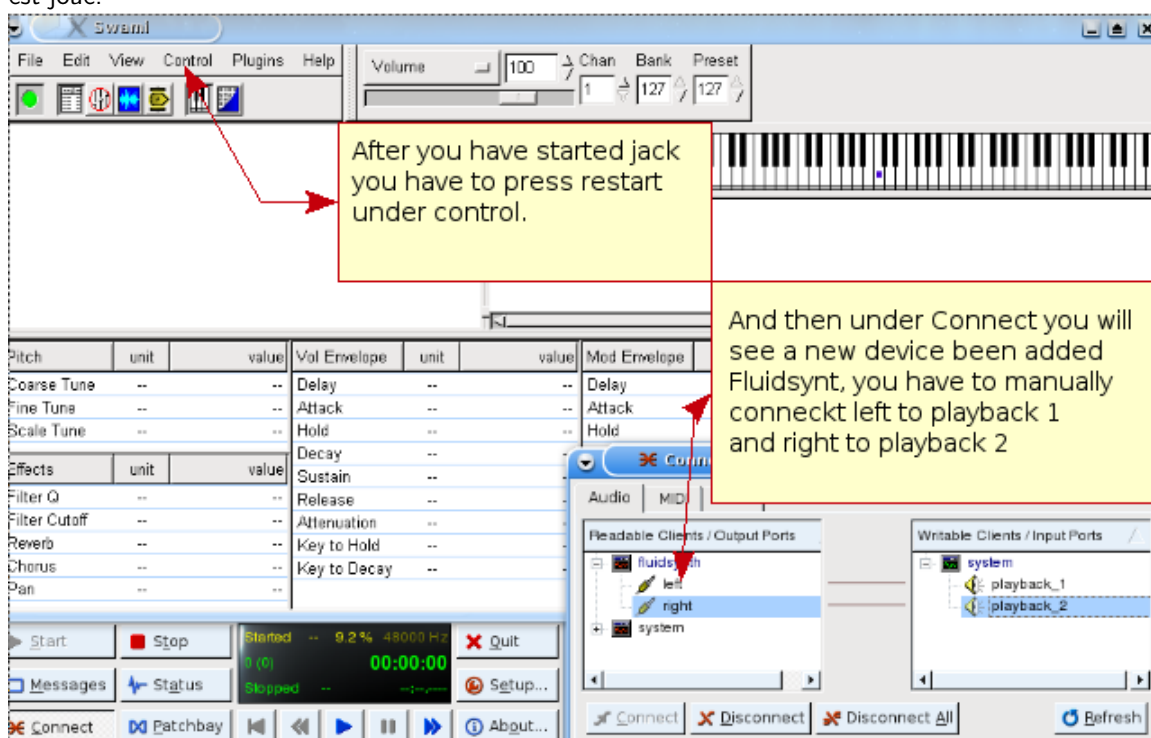 est joué.
Swami
File Edit View Control Plugins Help
Volume 100
Chan Bank Preset
1 127 127
After you have started jack
you have to press restart
under control.
And then under Connect you will
see a new device been added
Fluidsynt, you have to manually
conneckt left to playback 1
and right to playback 2
Pitch unit value
Coarse Tune -- --
Fine Tune -- --
Scale Tune -- --
Effects unit value
Filter Q -- --
Filter Cutoff -- --
Reverb -- --
Chorus -- --
Pan -- --
Vol Envelope unit value
Delay -- --
Attack -- --
Hold -- --
Decay --
Sustain --
Release --
Attenuation --
Key to Hold --
Key to Decay --
Mod Envelope
Delay
Attack
Hold
Audio MIDI
Readable Clients / Output Ports
fluidsynth
left
right
system
Writable Clients / Input Ports
system
playback_1
playback_2
Connect Disconnect Disconnect All Refresh
Start Stop
Messages Status
Connect Patchbay
Started -- 9.2 % 48000 Hz
0 (0) 00:00:00
Stopped -- --:--.----
Quit
Setup...
About...